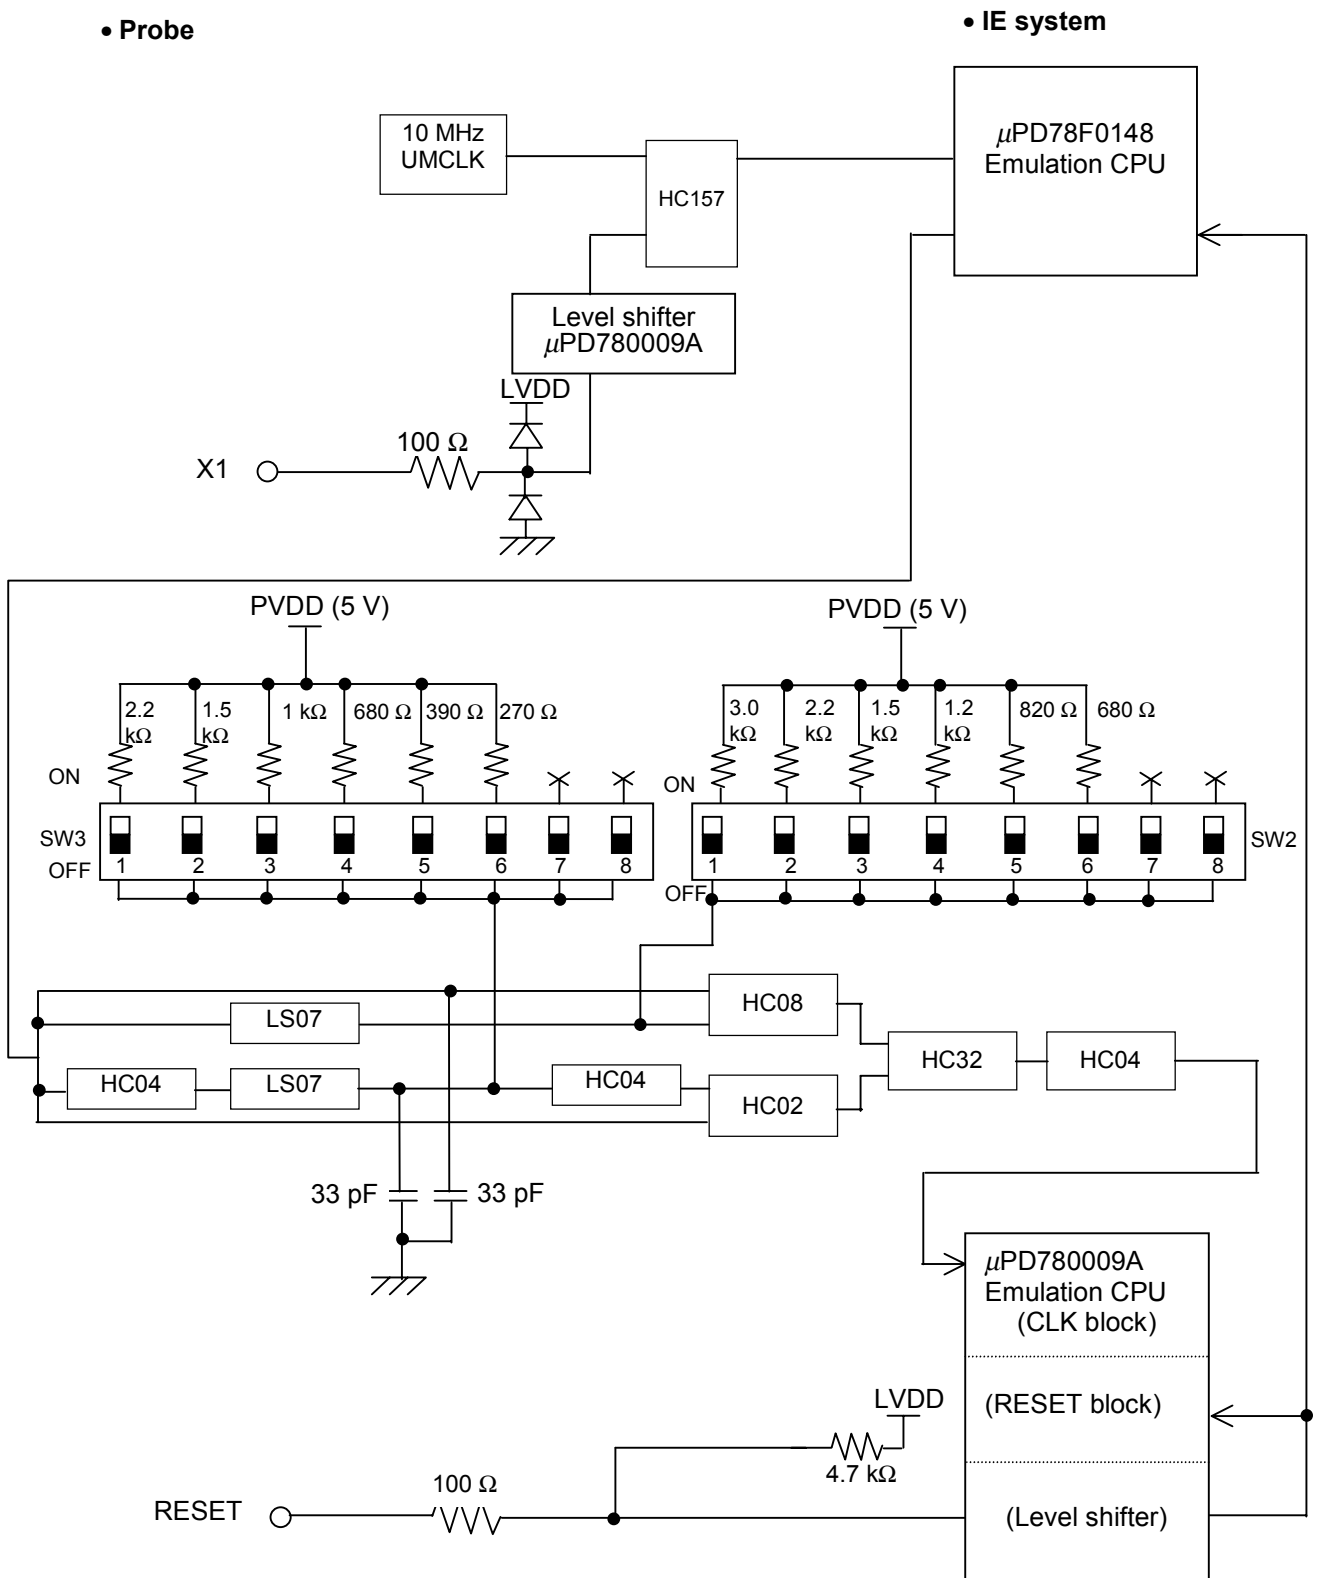 • Probe
• IE system
10 MHz
UMCLK
HC157
μPD78F0148
Emulation CPU
Level shifter
μPD780009A
LVDD
100 Ω
X1
PVDD (5 V)
PVDD (5 V)
2.2
kΩ
1.5
kΩ
1 kΩ
680 Ω
390 Ω
270 Ω
3.0
kΩ
2.2
kΩ
1.5
kΩ
1.2
kΩ
820 Ω
680 Ω
ON
ON
SW3
SW2
OFF
1 2 3 4 5 6 7 8
OFF
1 2 3 4 5 6 7 8
HC08
LS07
HC32
HC04
HC04
LS07
HC04
HC02
33 pF
33 pF
μPD780009A
Emulation CPU
(CLK block)
(RESET block)
LVDD
4.7 kΩ
100 Ω
RESET
(Level shifter)